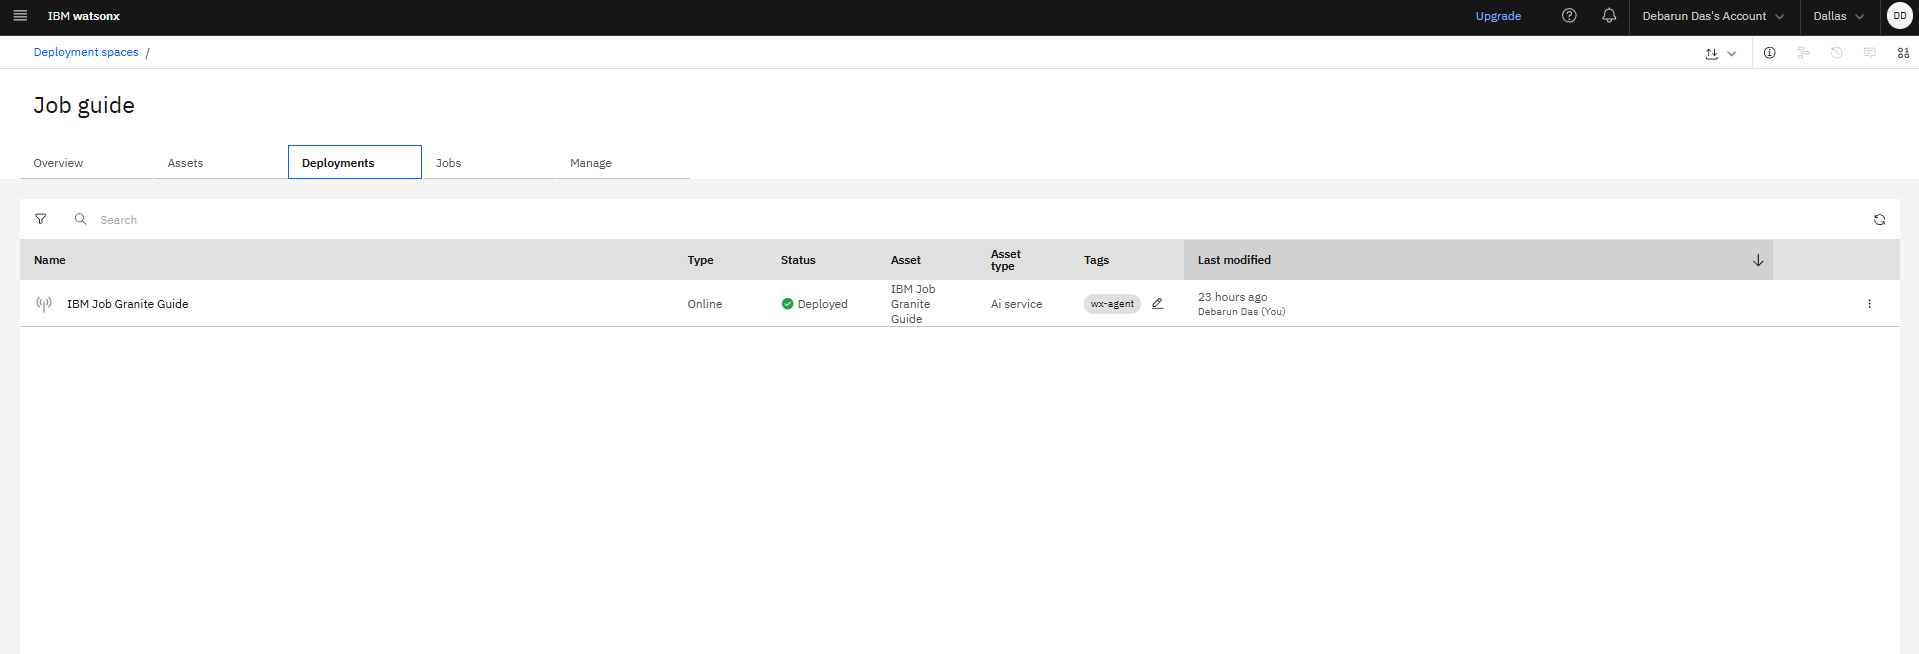 IBM watsonx
Upgrade
Debarun Das's Account
Dallas
DD
Deployment spaces /
Job guide
Overview
Assets
Deployments
Jobs
Manage
Search
Name
Type
Status
Asset
Asset
type
Tags
Last modified
IBM Job Granite Guide
Online
Deployed
IBM Job
Granite
Guide
Ai service
wx-agent
23 hours ago
Debarun Das (You)